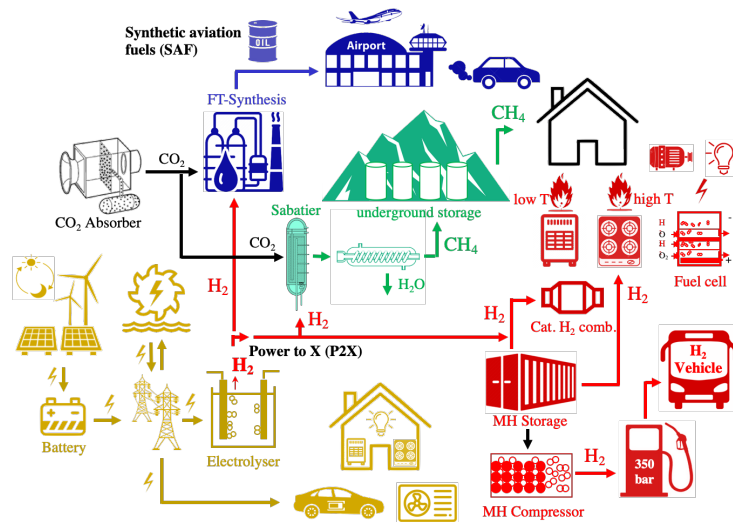 Synthetic aviation
fuels (SAF)
OIL
Airport
FT-Synthesis
CO₂
CO₂ Absorber
CH₄
low T
high T
Sabatier
underground storage
CO₂
CH₄
H₂O
H
O
H
O₂
-
+
Fuel cell
H₂
H₂
H₂
Cat. H₂ comb.
H₂
Power to X (P2X)
H₂
H₂
Vehicle
Battery
Electrolyser
MH Storage
MH Compressor
H₂
350
bar